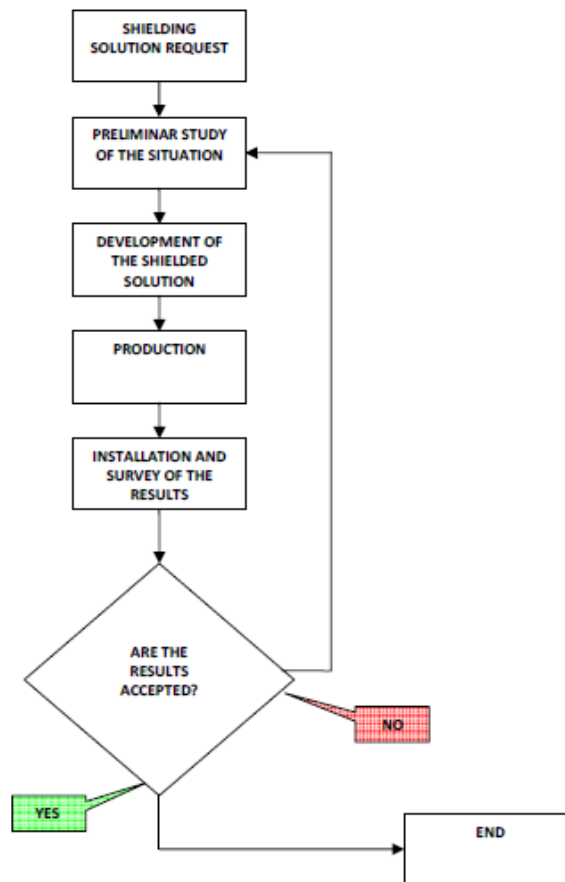 SHIELDING
SOLUTION REQUEST
PRELIMINAR STUDY
OF THE SITUATION
DEVELOPMENT OF
THE SHIELDED
SOLUTION
PRODUCTION
INSTALLATION AND
SURVEY OF THE
RESULTS
ARE THE
RESULTS
ACCEPTED?
NO
YES
END